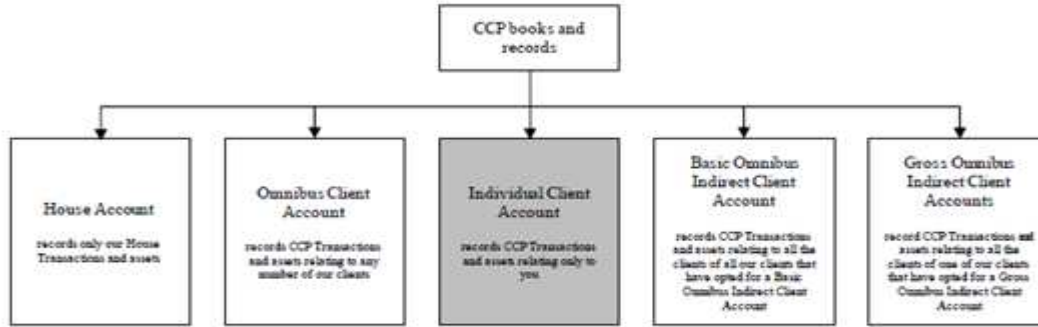 CCP books and
records
House Account
records only our House
Transactions and assets
Omnibus Client
Account
records CCP Transactions
and assets relating to any
number of our clients
Individual Client
Account
records CCP Transactions
and assets relating only to
you
Basic Omnibus
Indirect Client
Account
records CCP Transactions
and assets relating to all the
clients of all our clients that
have opted for a Basic
Omnibus Indirect Client
Account
Gross Omnibus
Indirect Client
Accounts
record CCP Transactions and
assets relating to all the
clients of one of our clients
that have opted for a Gross
Omnibus Indirect Client
Account